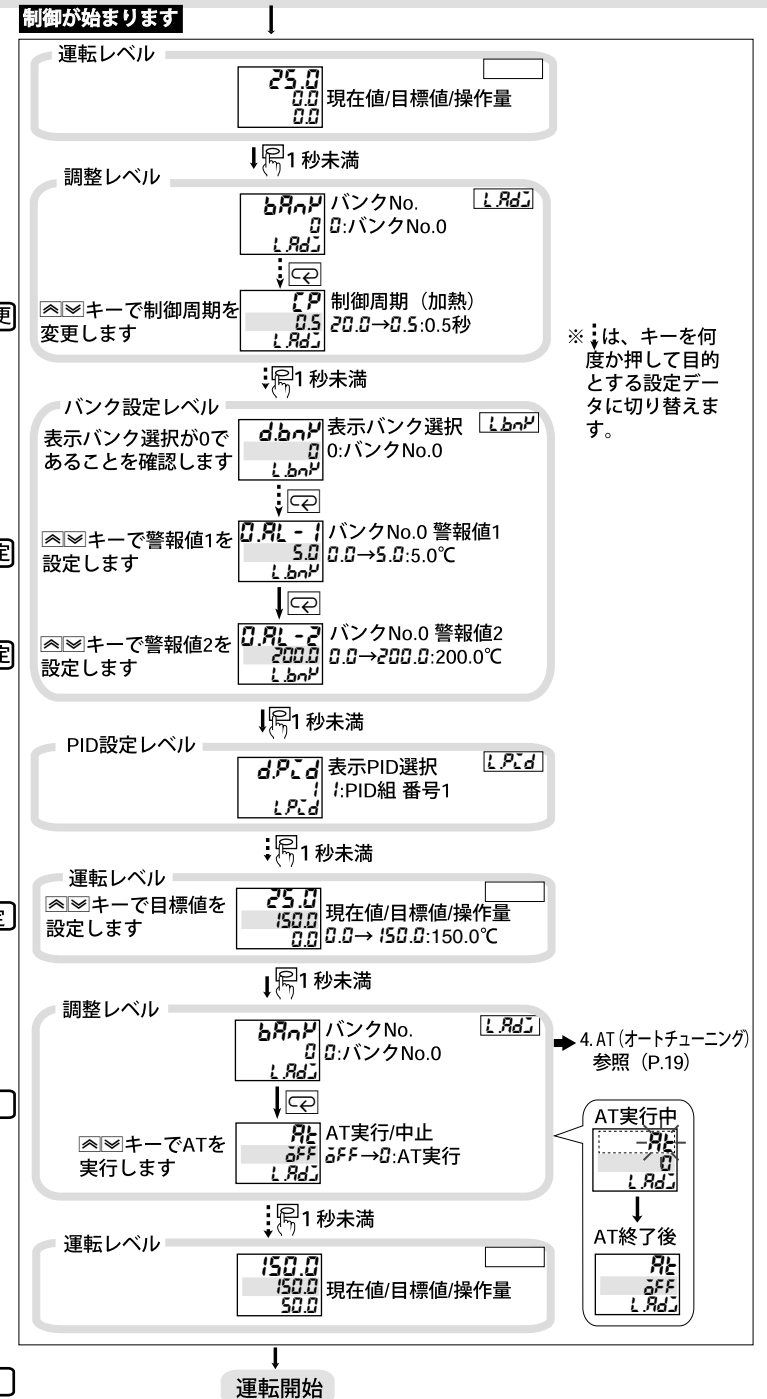 制御が始まります
運転レベル
25.0
0.0 現在値/目標値/操作量
0.0
1 秒未満
調整レベル
bAnK バンクNo. L.AdJ
0 0:バンクNo.0
L.AdJ
更
キーで制御周期を
変更します
CP 制御周期（加熱）
0.5 20.0→0.5:0.5秒
L.AdJ
※ は、キーを何
度か押して目的
とする設定デー
タに切り替えま
す。
1 秒未満
バンク設定レベル
表示バンク選択が0で
あることを確認します
d.bnK 表示バンク選択 L.bnK
0 0:バンクNo.0
L.bnK
定
キーで警報値1を
設定します
0.AL-1 バンクNo.0 警報値1
5.0 0.0→5.0:5.0℃
L.bnK
定
キーで警報値2を
設定します
0.AL-2 バンクNo.0 警報値2
200.0 0.0→200.0:200.0℃
L.bnK
1 秒未満
PID設定レベル
d.Pid 表示PID選択 L.Pid
1 1:PID組 番号1
L.Pid
1 秒未満
運転レベル
定
キーで目標値を
設定します
25.0
150.0 現在値/目標値/操作量
0.0 0.0→150.0:150.0℃
1 秒未満
調整レベル
bAnK バンクNo. L.AdJ
0 0:バンクNo.0
L.AdJ
4. AT (オートチューニング)
参照（P.19）
キーでATを
実行します
At AT実行/中止
oFF oFF→0:AT実行
L.AdJ
AT実行中
At
0
L.AdJ
AT終了後
At
oFF
L.AdJ
1 秒未満
運転レベル
150.0
150.0 現在値/目標値/操作量
50.0
運転開始